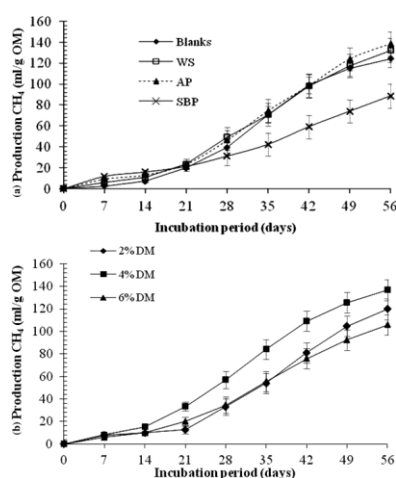 160
140
120
100
80
60
40
20
0
(a) Production CH₄ (ml/g OM)
Blanks
WS
AP
SBP
0 7 14 21 28 35 42 49 56
Incubation period (days)
160
140
120
100
80
60
40
20
0
(b) Production CH₄ (ml/g OM)
2%DM
4%DM
6%DM
0 7 14 21 28 35 42 49 56
Incubation period (days)